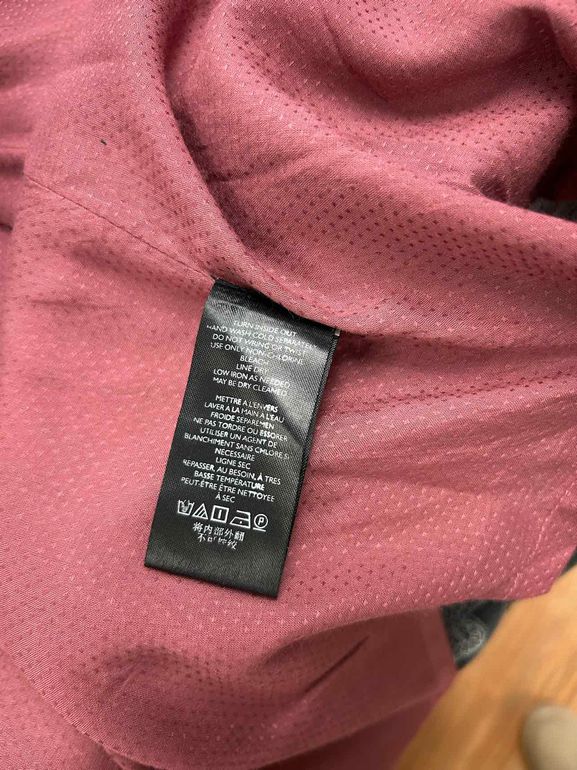 TURN INSIDE OUT
HAND WASH COLD SEPARATELY
DO NOT WRING OR TWIST
USE ONLY NON-CHLORINE
BLEACH
LINE DRY
LOW IRON AS NEEDED
MAY BE DRY CLEANED
METTRE A L'ENVERS
LAVER A LA MAIN A L'EAU
FROIDE SEPAREMEN
NE PAS TORDRE OU ESSORER
UTILISER UN AGENT DE
BLANCHIMENT SANS CHLORE SI
NECESSAIRE
LIGNE SEC
REPASSER, AU BESOIN, À TRÈS
BASSE TEMPÉRATURE
PEUT-ÊTRE ÊTRE NETTOYEE
À SEC
P
将内部外翻